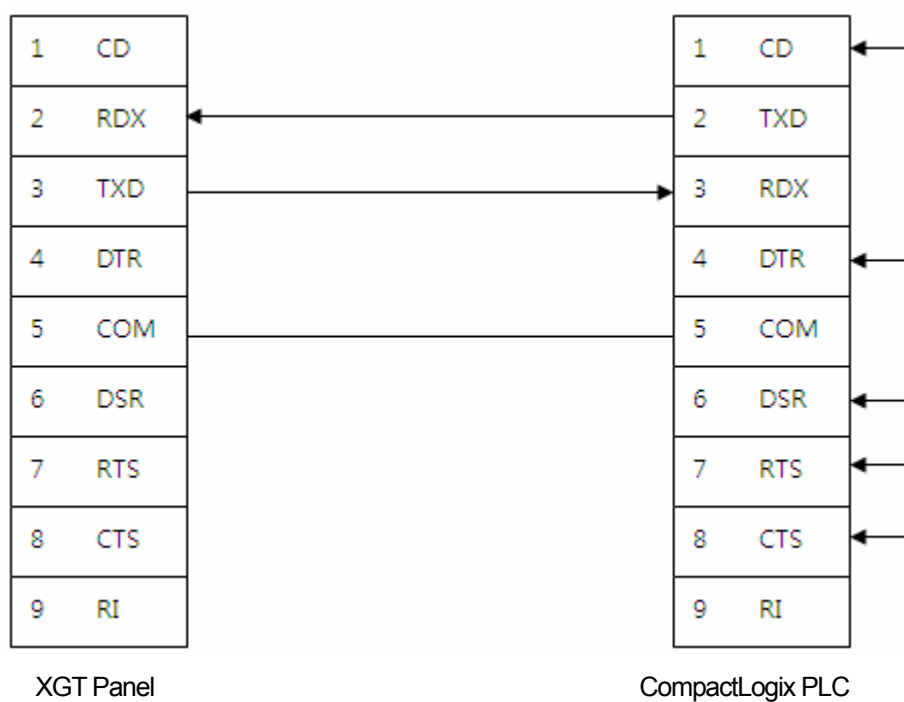 1 CD 1 CD
2 RDX 2 TXD
3 TXD 3 RDX
4 DTR 4 DTR
5 COM 5 COM
6 DSR 6 DSR
7 RTS 7 RTS
8 CTS 8 CTS
9 RI 9 RI
XGT Panel CompactLogix PLC